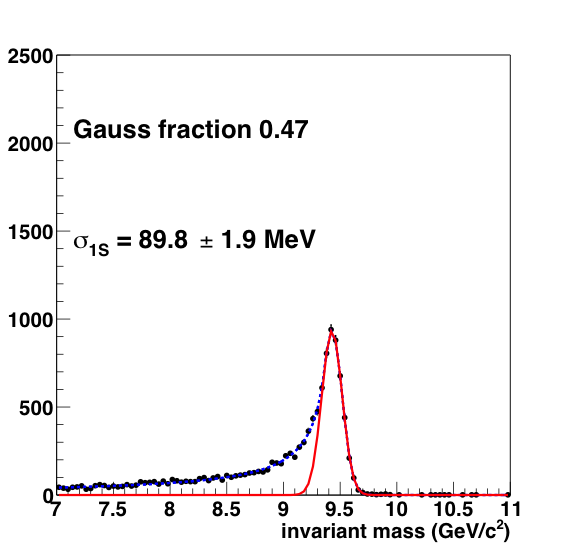 2500
Gauss fraction 0.47
2000
1500
σ1S = 89.8 ± 1.9 MeV
1000
500
0
7 7.5 8 8.5 9 9.5 10 10.5 11
invariant mass (GeV/c²)